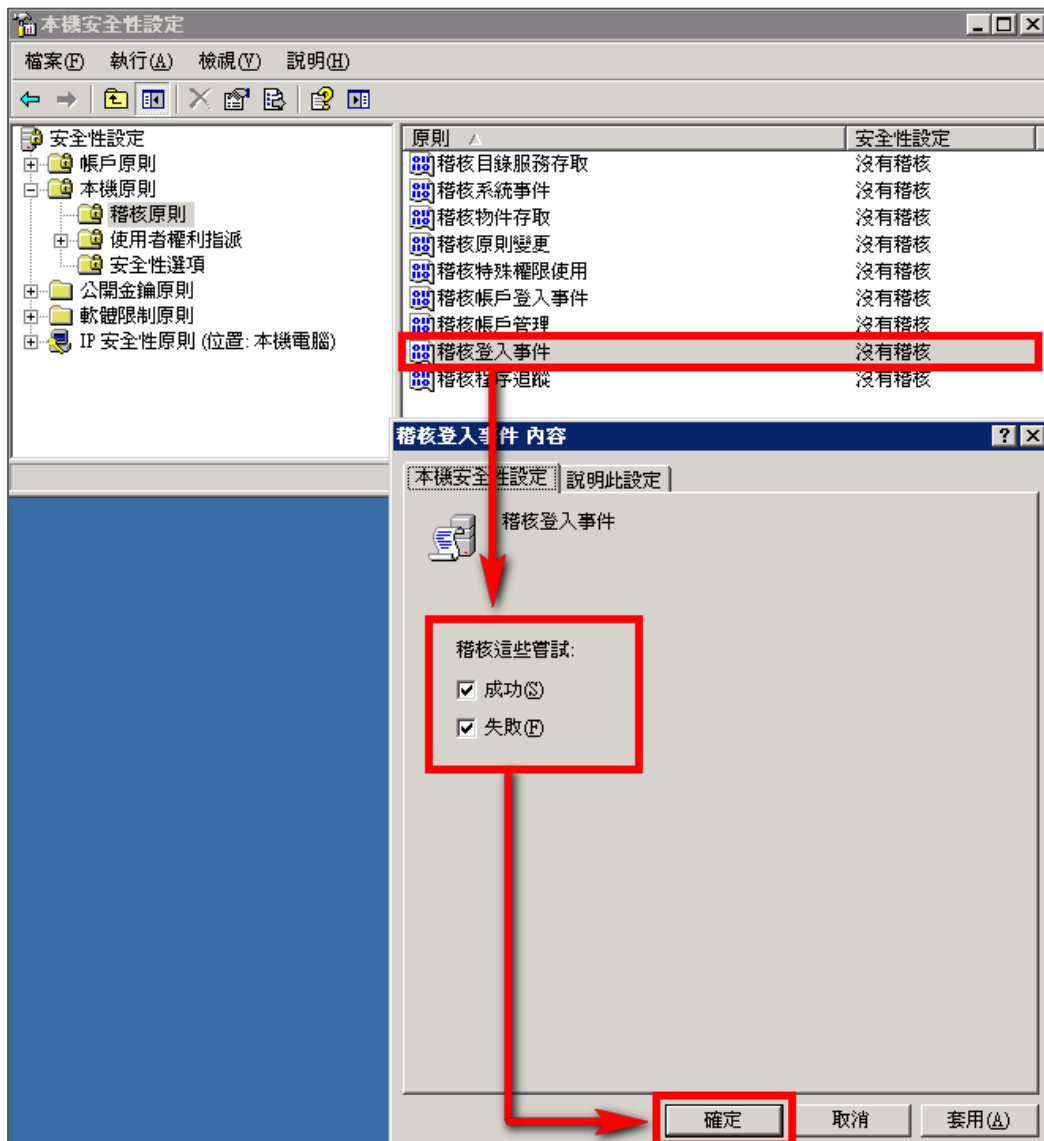 本機安全性設定
檔案(F) 執行(A) 檢視(V) 說明(H)
安全性設定
帳戶原則
本機原則
稽核原則
使用者權利指派
安全性選項
公開金鑰原則
軟體限制原則
IP 安全性原則 (位置: 本機電腦)
原則 安全性設定
稽核目錄服務存取 沒有稽核
稽核系統事件 沒有稽核
稽核物件存取 沒有稽核
稽核原則變更 沒有稽核
稽核特殊權限使用 沒有稽核
稽核帳戶登入事件 沒有稽核
稽核帳戶管理 沒有稽核
稽核登入事件 沒有稽核
稽核程序追蹤 沒有稽核
稽核登入事件 內容
本機安全性設定 說明此設定
稽核登入事件
稽核這些嘗試:
成功(S)
失敗(F)
確定 取消 套用(A)